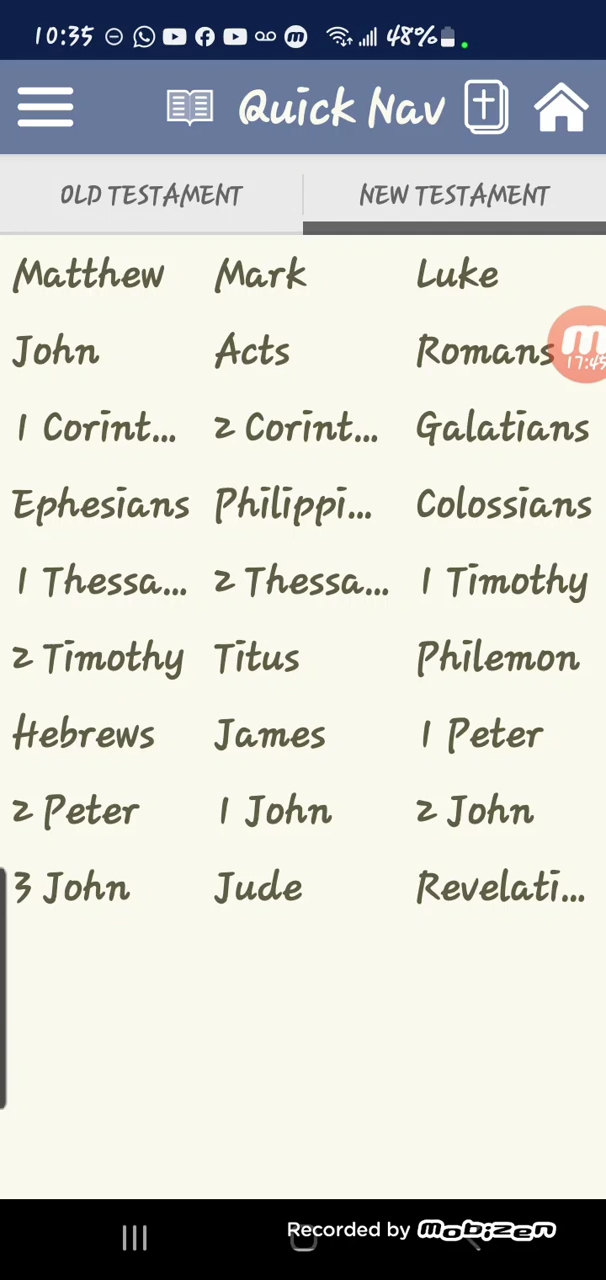 10:35 48%
Quick Nav
OLD TESTAMENT NEW TESTAMENT
Matthew Mark Luke
John Acts Romans
17:45
1 Corint... 2 Corint... Galatians
Ephesians Philippi... Colossians
1 Thessa... 2 Thessa... 1 Timothy
2 Timothy Titus Philemon
Hebrews James 1 Peter
2 Peter 1 John 2 John
3 John Jude Revelati...
Recorded by mobizen